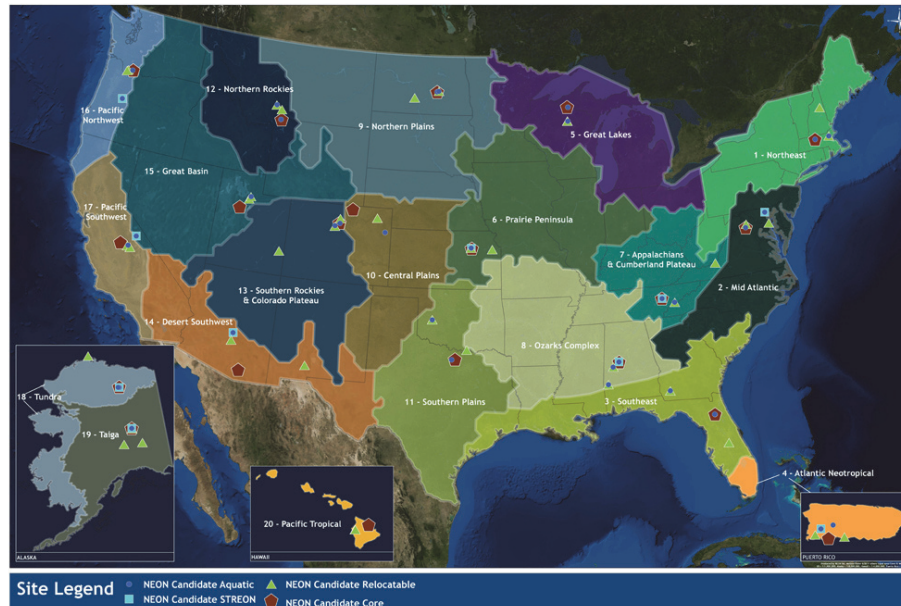 12 - Northern Rockies
16 - Pacific
Northwest
9 - Northern Plains
5 - Great Lakes
1 - Northeast
15 - Great Basin
17 - Pacific
Southwest
6 - Prairie Peninsula
7 - Appalachians
& Cumberland Plateau
10 - Central Plains
2 - Mid Atlantic
13 - Southern Rockies
& Colorado Plateau
14 - Desert Southwest
8 - Ozarks Complex
18 - Tundra
11 - Southern Plains
3 - Southeast
19 - Taiga
4 - Atlantic Neotropical
20 - Pacific Tropical
ALASKA
HAWAII
PUERTO RICO
Site Legend
NEON Candidate Aquatic
NEON Candidate Relocatable
NEON Candidate STREON
NEON Candidate Core